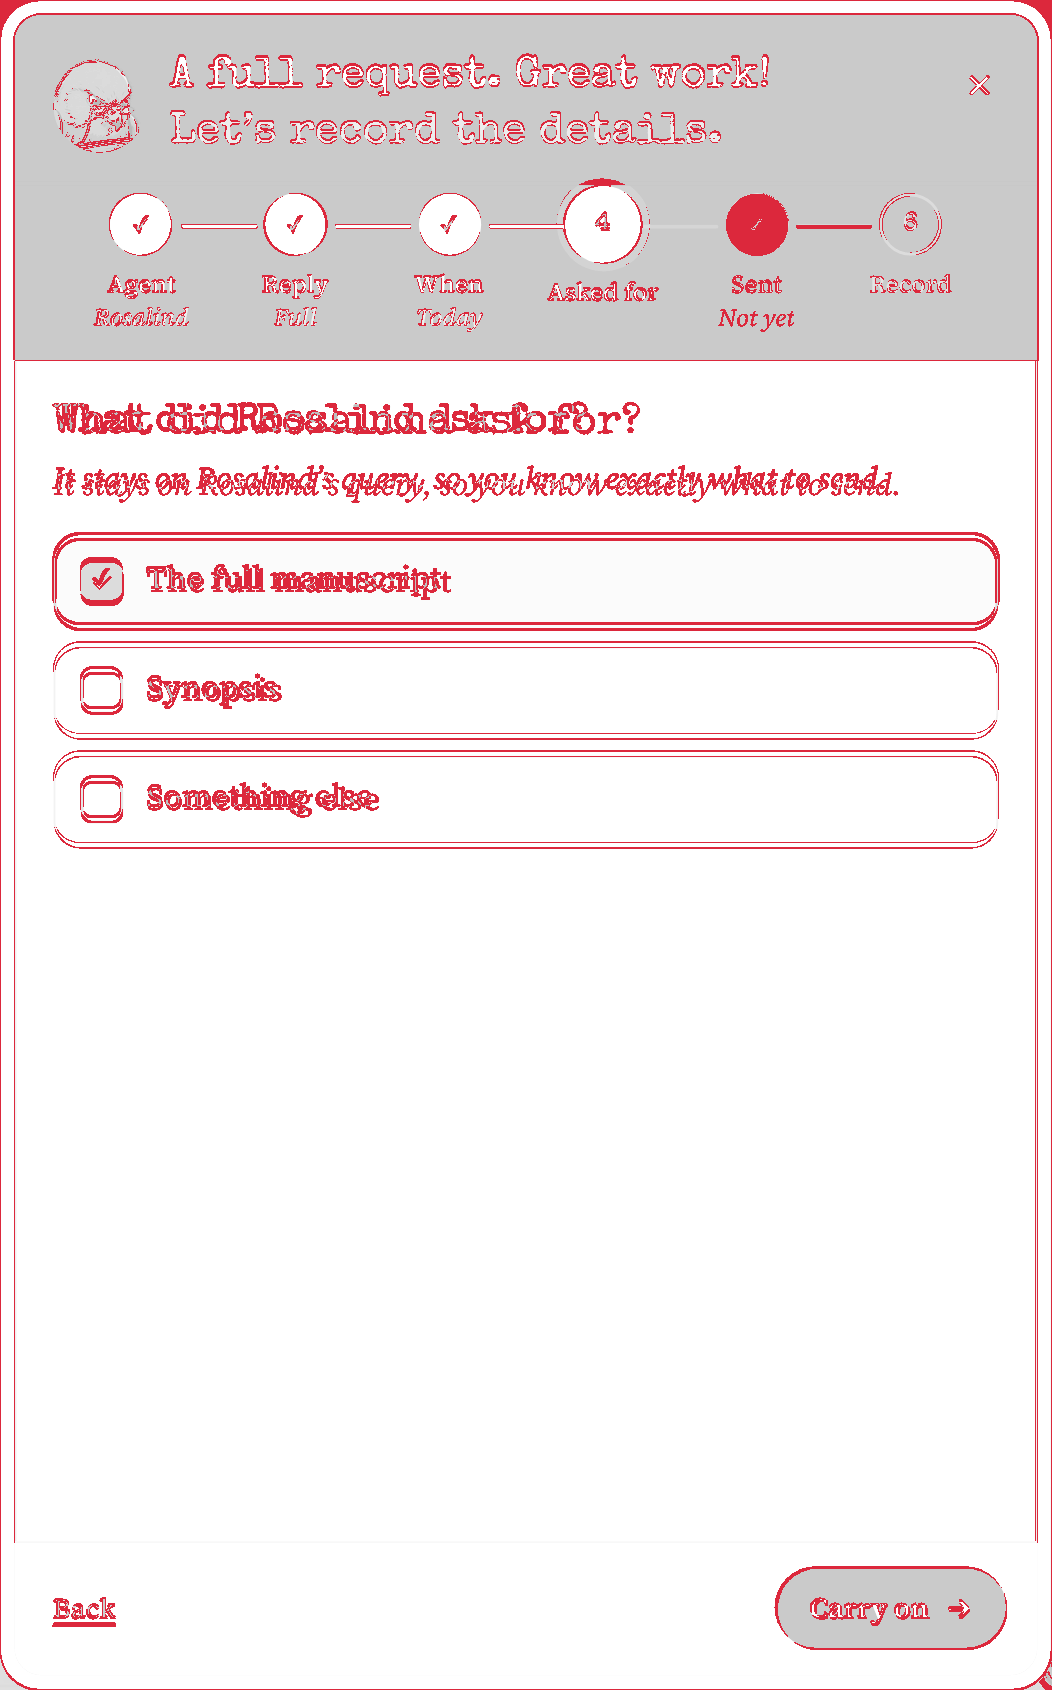 A full request. Great work!
Let's record the details.
✓ ✓ ✓ 4 ✓
Agent Reply When Asked for Sent Record
Rosalind Full Today Not yet
What did Rosalind ask for?
It stays on Rosalind's query, so you know exactly what to send.
The full manuscript
Synopsis
Something else
Back Carry on →